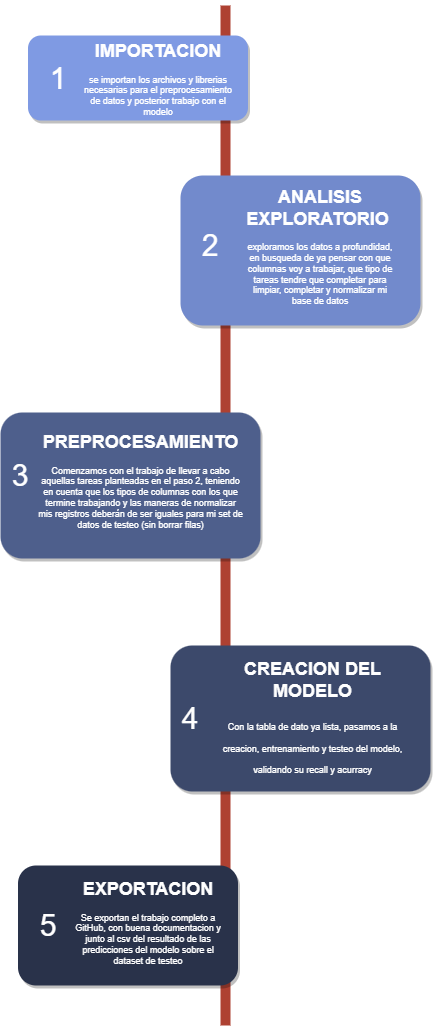 IMPORTACION
1
se importan los archivos y librerias
necesarias para el preprocesamiento
de datos y posterior trabajo con el
modelo
ANALISIS
EXPLORATORIO
2
exploramos los datos a profundidad,
en busqueda de ya pensar con que
columnas voy a trabajar, que tipo de
tareas tendre que completar para
limpiar, completar y normalizar mi
base de datos
PREPROCESAMIENTO
3
Comenzamos con el trabajo de llevar a cabo
aquellas tareas planteadas en el paso 2, teniendo
en cuenta que los tipos de columnas con los que
termine trabajando y las maneras de normalizar
mis registros deberán de ser iguales para mi set de
datos de testeo (sin borrar filas)
CREACION DEL
MODELO
4
Con la tabla de dato ya lista, pasamos a la
creacion, entrenamiento y testeo del modelo,
validando su recall y acurracy
EXPORTACION
5
Se exportan el trabajo completo a
GitHub, con buena documentacion y
junto al csv del resultado de las
predicciones del modelo sobre el
dataset de testeo